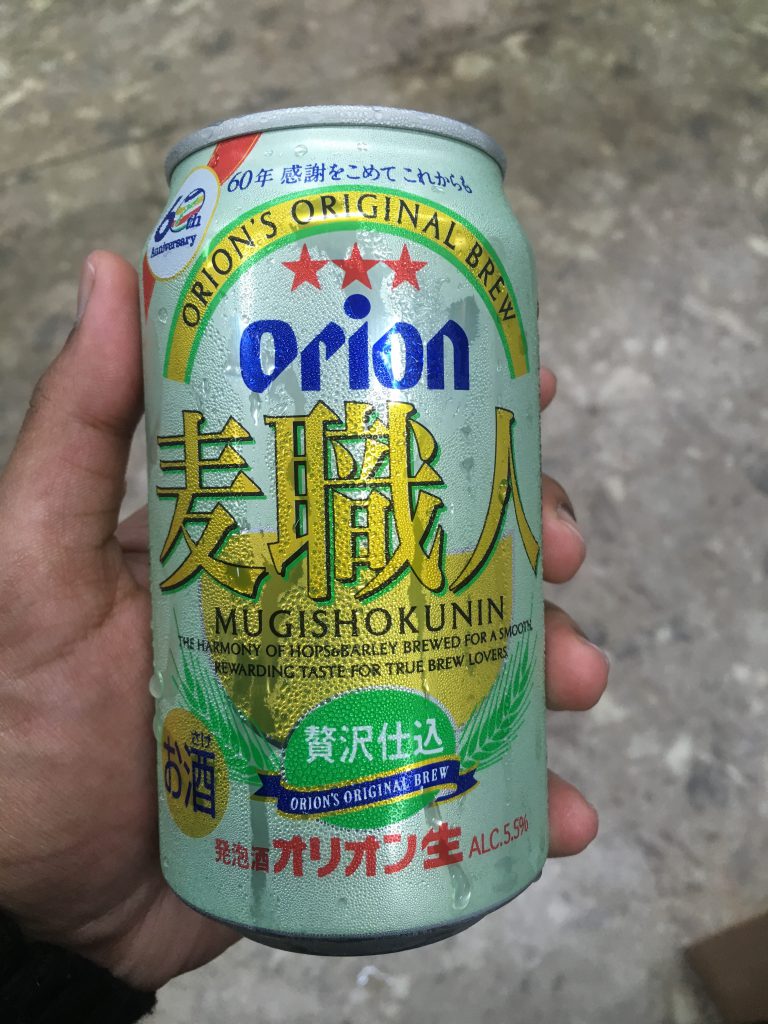 60年 感謝をこめて これからも
60th
Anniversary
ORION'S ORIGINAL BREW
orion
麦職人
MUGISHOKUNIN
THE HARMONY OF HOPS&BARLEY BREWED FOR A SMOOTH,
REWARDING TASTE FOR TRUE BREW LOVERS.
贅沢仕込
ORION'S ORIGINAL BREW
さけ
お酒
発泡酒 オリオン生 ALC.5.5%